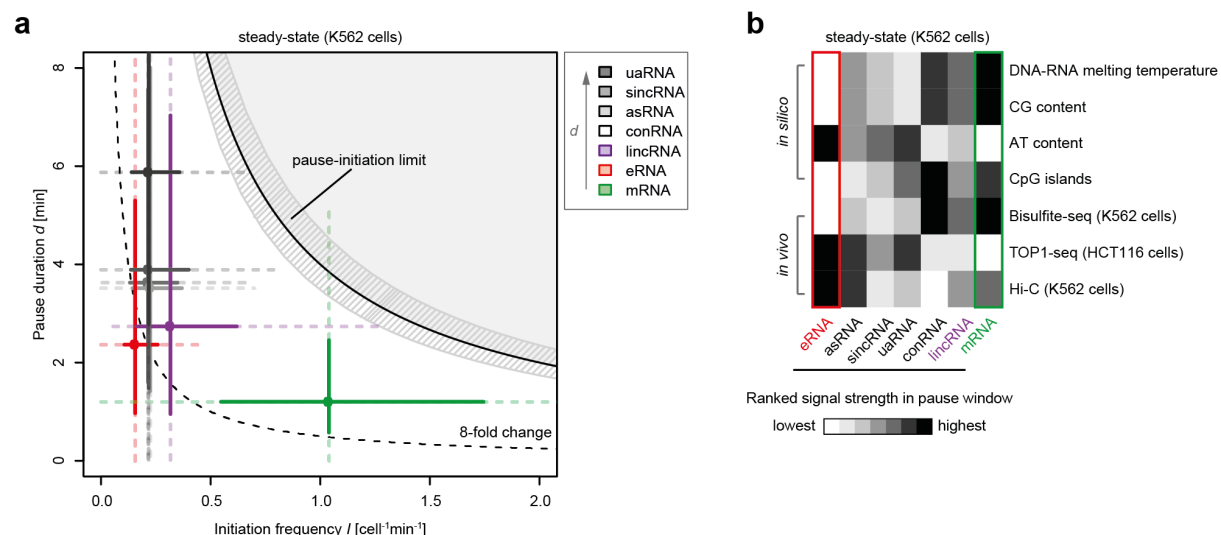 a
steady-state (K562 cells)
Pause duration d [min]
8
6
4
2
0
pause-initiation limit
8-fold change
0.0 0.5 1.0 1.5 2.0
Initiation frequency I [cell⁻¹min⁻¹]
d
uaRNA
sincRNA
asRNA
conRNA
lincRNA
eRNA
mRNA
b
steady-state (K562 cells)
in silico
in vivo
DNA-RNA melting temperature
CG content
AT content
CpG islands
Bisulfite-seq (K562 cells)
TOP1-seq (HCT116 cells)
Hi-C (K562 cells)
eRNA
asRNA
sincRNA
uaRNA
conRNA
lincRNA
mRNA
Ranked signal strength in pause window
lowest highest